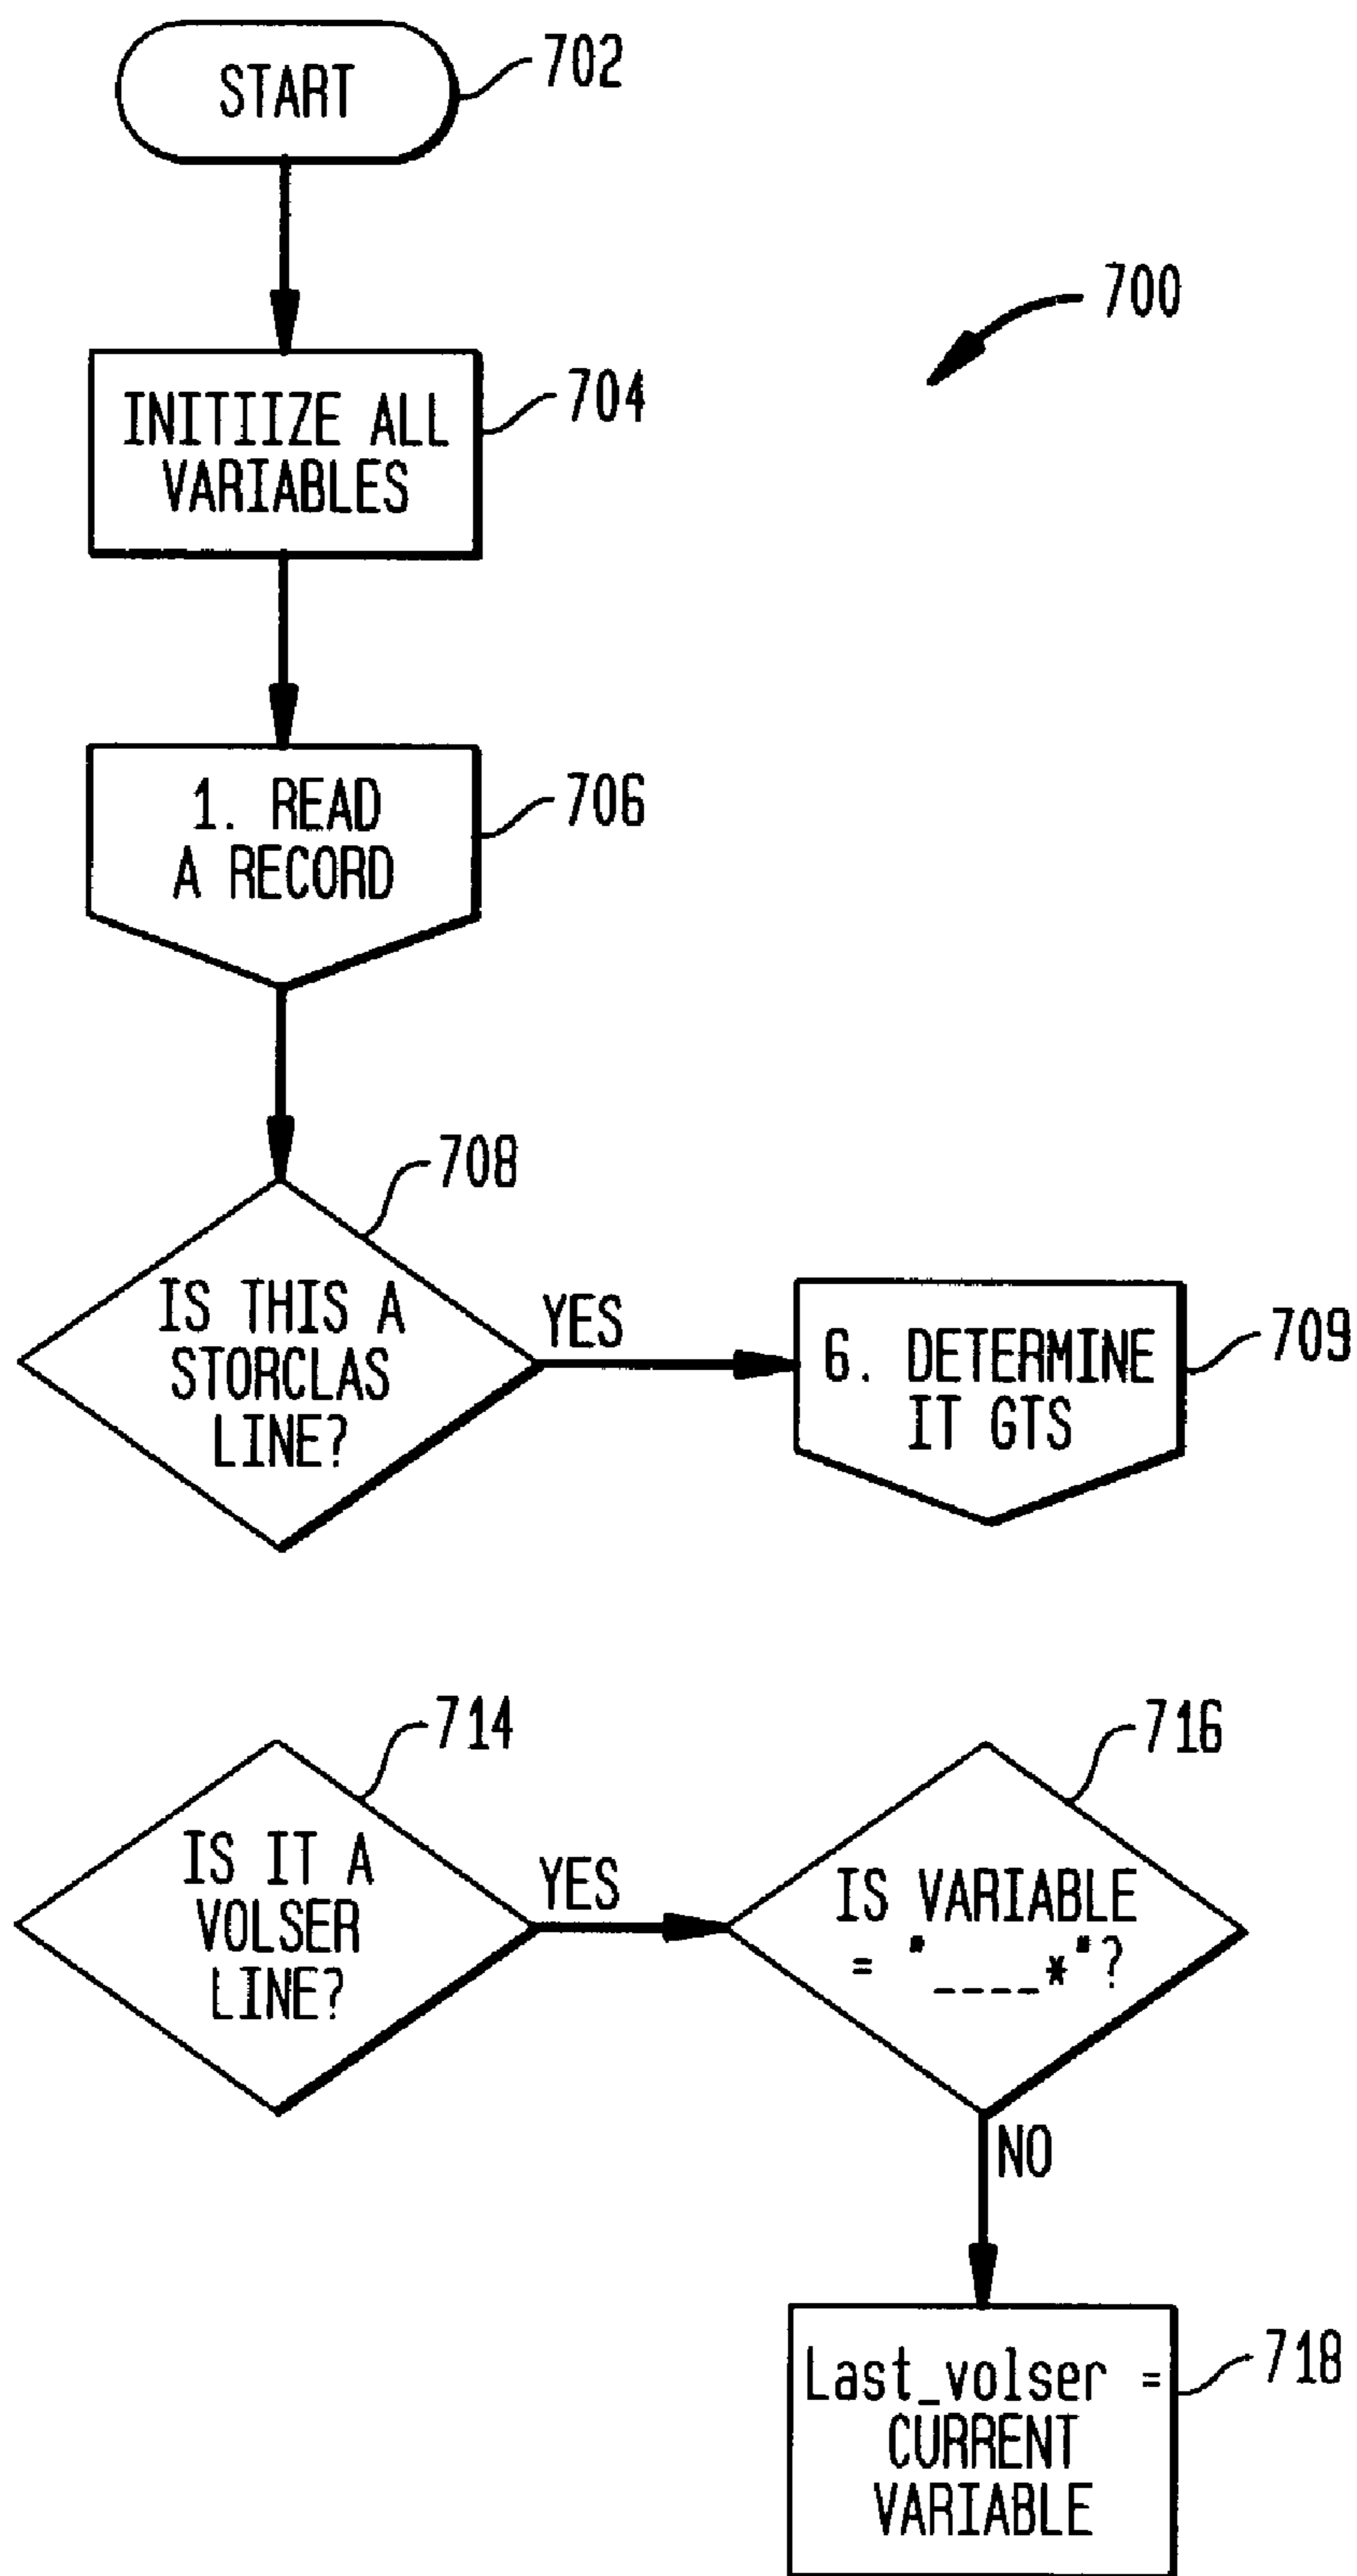 START
702
700
INITIIZE ALL
VARIABLES
704
1. READ
A RECORD
706
708
IS THIS A
STORCLAS
LINE?
YES
6. DETERMINE
IT GTS
709
714
IS IT A
VOLSER
LINE?
YES
716
IS VARIABLE
= "____*"?
NO
Last_volser =
CURRENT
VARIABLE
718